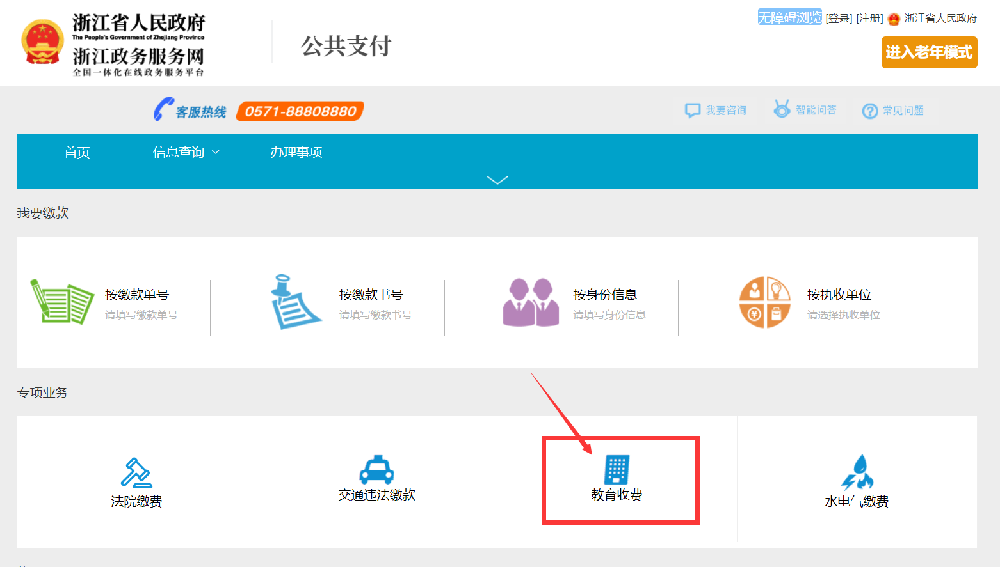 浙江省人民政府
The People's Government of Zhejiang Province
浙江政务服务网
全国一体化在线政务服务平台
公共支付
无障碍浏览 [登录] [注册] 浙江省人民政府
进入老年模式
客服热线 0571-88808880
我要咨询 智能问答 常见问题
首页 信息查询 办理事项
我要缴款
按缴款单号 按缴款书号 按身份信息 按执收单位
请填写缴款单号 请填写缴款书号 请填写身份信息 请选择执收单位
专项业务
法院缴费 交通违法缴款 教育收费 水电气缴费